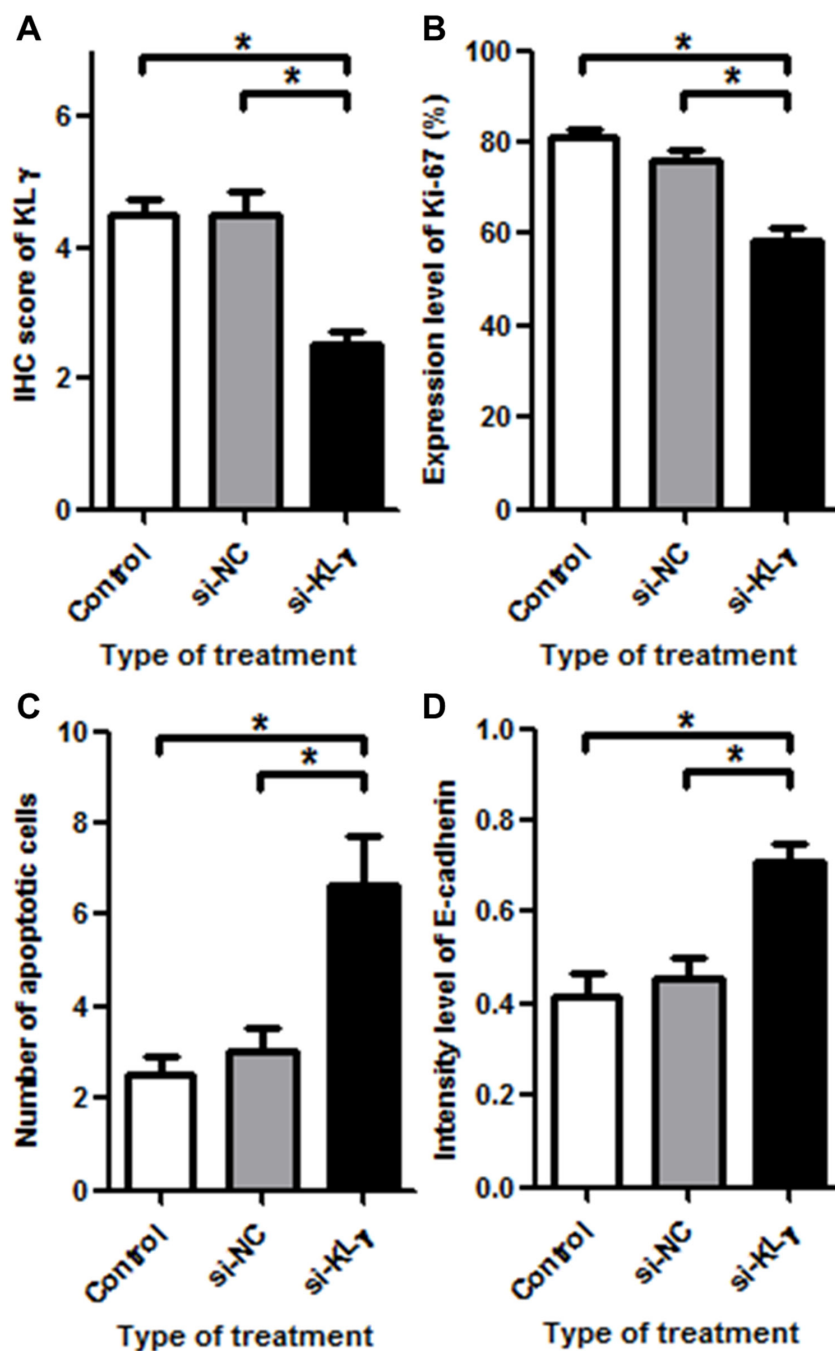 A
*
*
6
4
2
0
IHC score of KLγ
Control
si-NC
si-KL-γ
Type of treatment
B
*
*
100
80
60
40
20
0
Expression level of Ki-67 (%)
Control
si-NC
si-KL-γ
Type of treatment
C
*
*
10
8
6
4
2
0
Number of apoptotic cells
Control
si-NC
si-KL-γ
Type of treatment
D
*
*
1.0
0.8
0.6
0.4
0.2
0.0
Intensity level of E-cadherin
Control
si-NC
si-KL-γ
Type of treatment